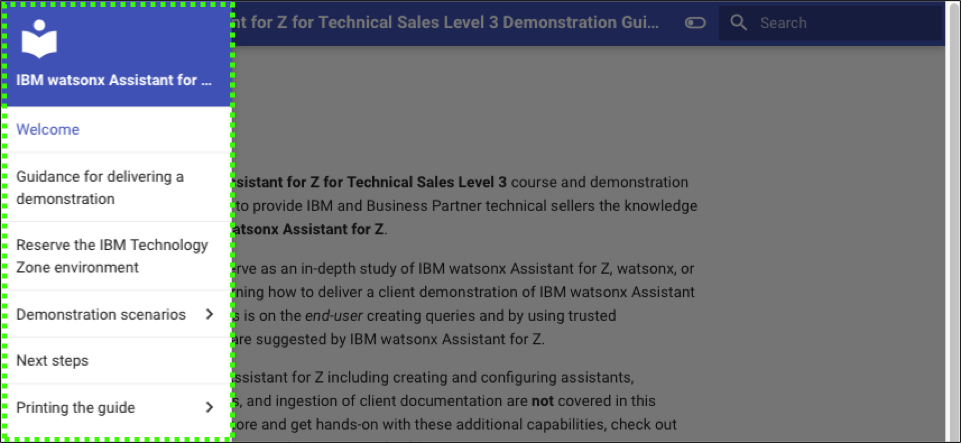 nt for Z for Technical Sales Level 3 Demonstration Gui...
Search
IBM watsonx Assistant for ...
Welcome
Guidance for delivering a
demonstration
Reserve the IBM Technology
Zone environment
Demonstration scenarios
Next steps
Printing the guide
sistant for Z for Technical Sales Level 3 course and demonstration
to provide IBM and Business Partner technical sellers the knowledge
atsonx Assistant for Z.
rve as an in-depth study of IBM watsonx Assistant for Z, watsonx, or
ning how to deliver a client demonstration of IBM watsonx Assistant
s is on the end-user creating queries and by using trusted
are suggested by IBM watsonx Assistant for Z.
ssistant for Z including creating and configuring assistants,
s, and ingestion of client documentation are not covered in this
ore and get hands-on with these additional capabilities, check out